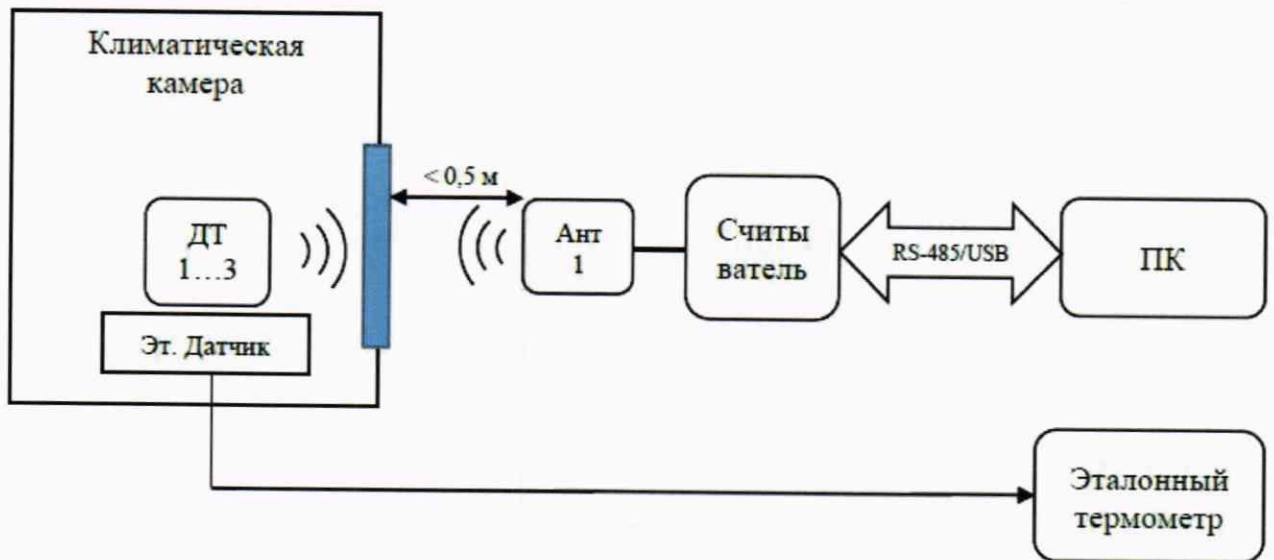 Климатическая
камера
< 0,5 м
ДТ
1…3
Ант
1
Считы
ватель
RS-485/USB
ПК
Эт. Датчик
Эталонный
термометр